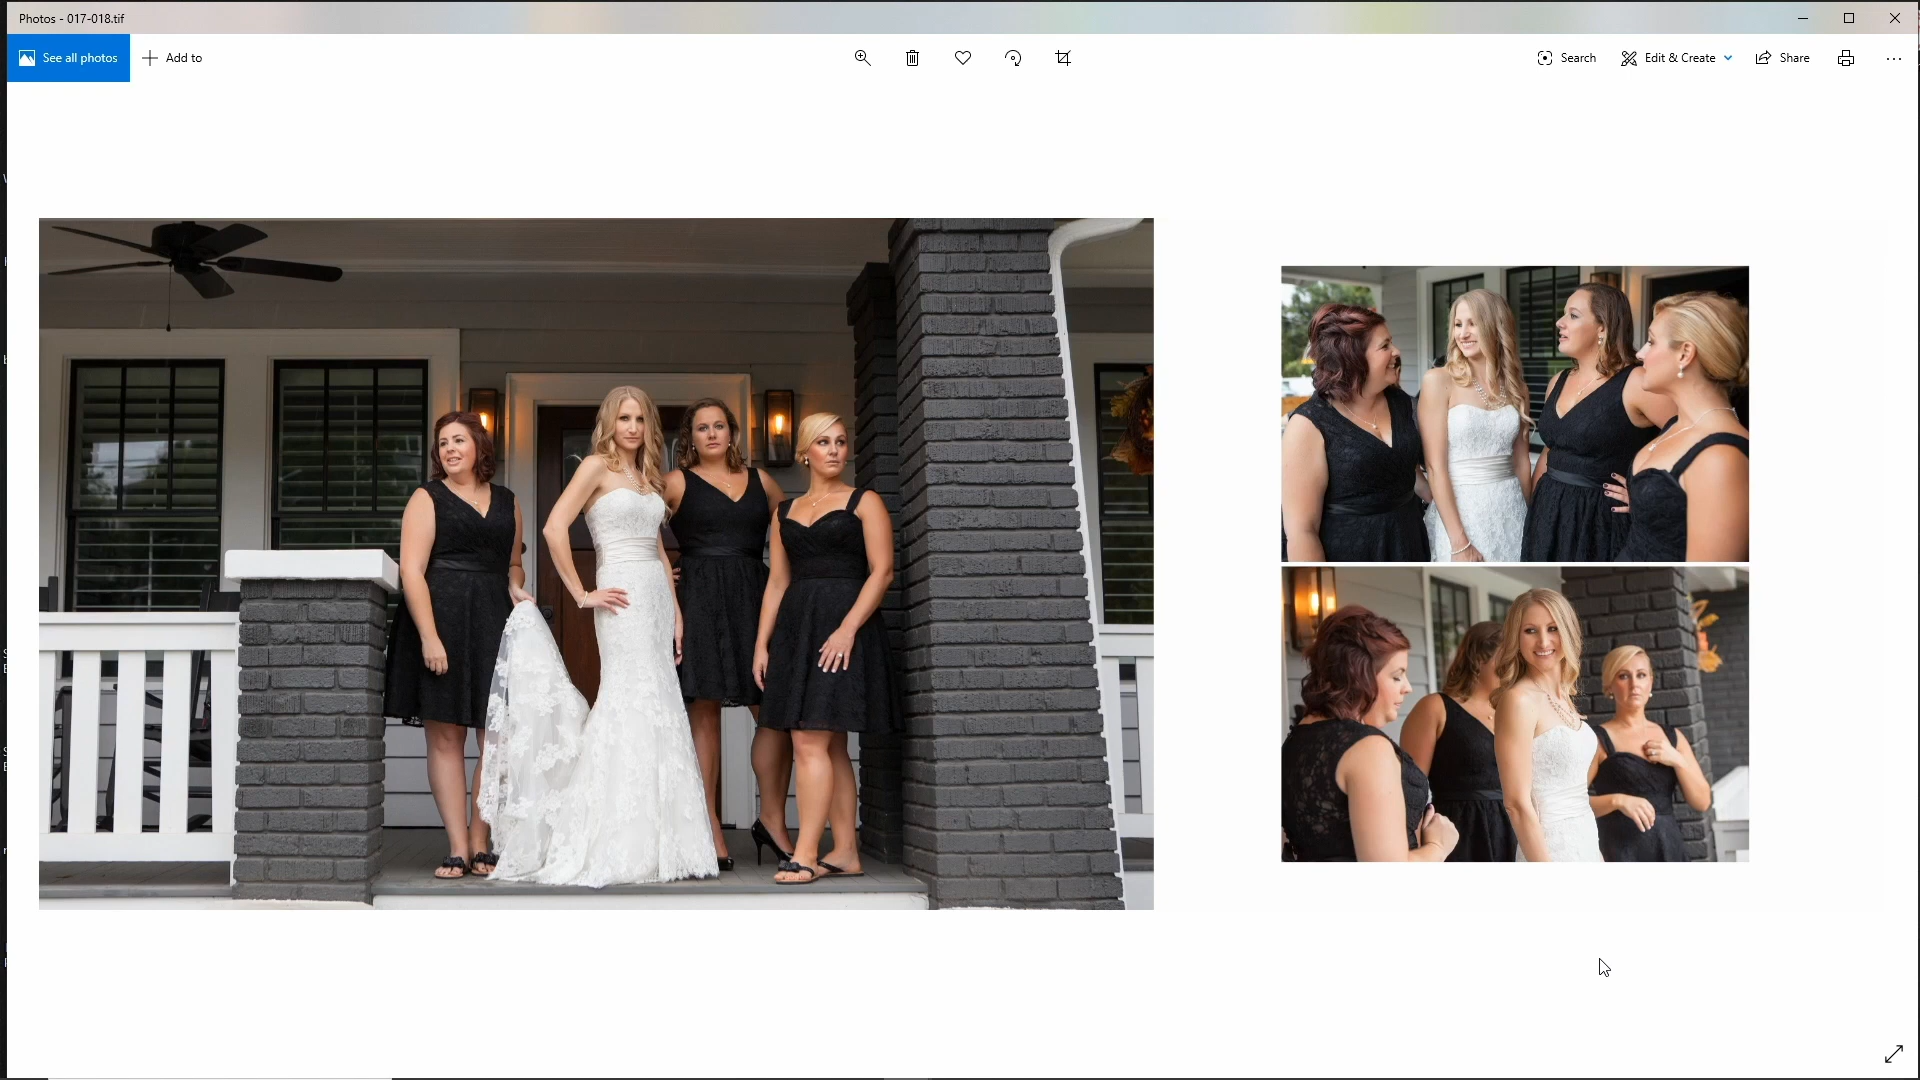 Photos - 017-018.tif
See all photos
Add to
Search
Edit & Create
Share